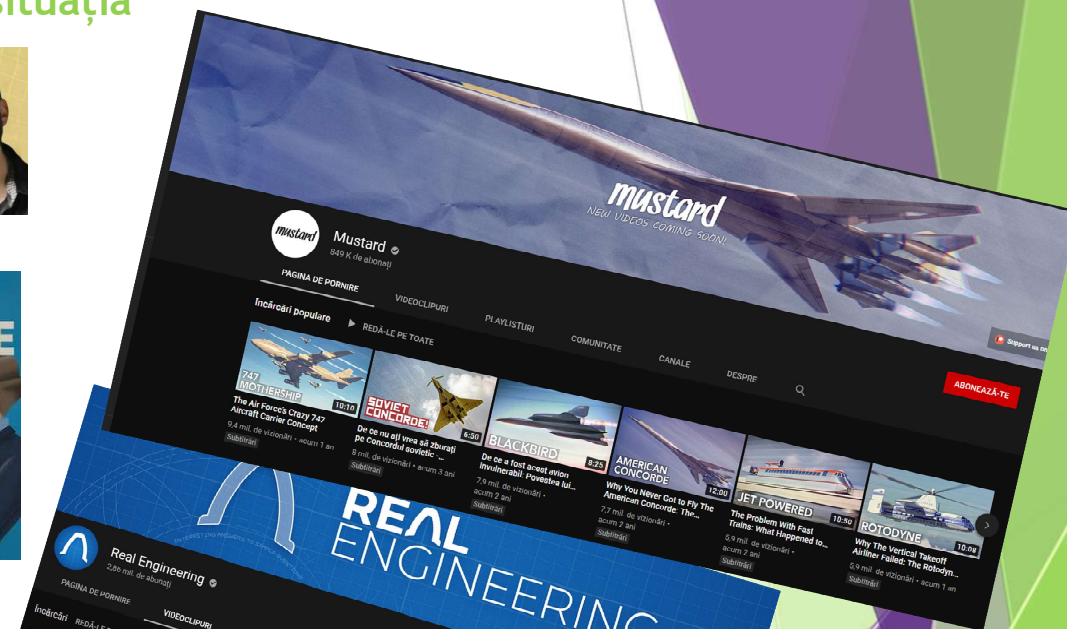 situația
mustard
NEW VIDEOS COMING SOON!
mustard
Mustard
849 K de abonați
Support us on
ABONEAZĂ-TE
PAGINA DE PORNIRE
VIDEOCLIPURI
PLAYLISTURI
COMUNITATE
CANALE
DESPRE
Încărcări populare
REDĂ-LE PE TOATE
747
MOTHERSHIP
10:10
The Air Force's Crazy 747
Aircraft Carrier Concept
9,4 mil. de vizionări • acum 1 an
Subtitrări
SOVIET
CONCORDE!
6:50
De ce nu ați vrea să zburați
pe Concordul sovietic -...
8 mil. de vizionări • acum 3 ani
Subtitrări
BLACKBIRD
8:25
De ce a fost acest avion
Invulnerabil: Povestea lui...
7,9 mil. de vizionări •
acum 2 ani
Subtitrări
AMERICAN
CONCORDE
12:00
Why You Never Got to Fly The
American Concorde: The...
7,7 mil. de vizionări •
acum 2 ani
Subtitrări
JET POWERED
10:50
The Problem With Fast
Trains: What Happened to...
5,9 mil. de vizionări •
acum 2 ani
Subtitrări
ROTODYNE
10:08
Why The Vertical Takeoff
Airliner Failed: The Rotodyn...
5,9 mil. de vizionări • acum 1 an
Subtitrări
E
REAL
ENGINEERING
Real Engineering
2,86 mil. de abonați
PAGINA DE PORNIRE
VIDEOCLIPURI
Încărcări